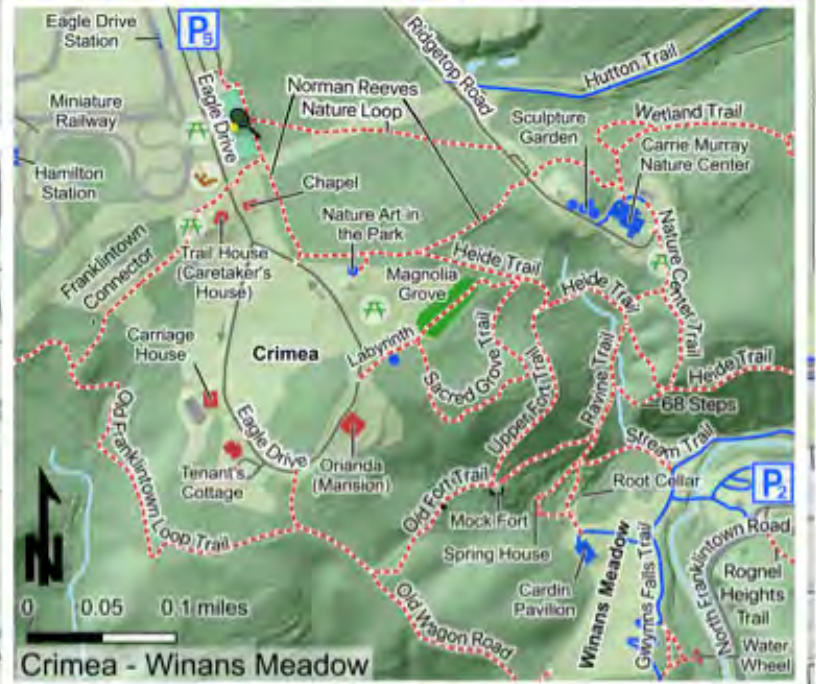 Eagle Drive
Station
P5
Ridgetop Road
Hutton Trail
Eagle Drive
Norman Reeves
Nature Loop
Miniature
Railway
Sculpture
Garden
Wetland Trail
Carrie Murray
Nature Center
Hamilton
Station
Chapel
Nature Art in
the Park
Nature Center Trail
Franklintown
Connector
Trail House
(Caretaker's
House)
Heide Trail
Magnolia
Grove
Heide Trail
Carriage
House
Crimea
Labyrinth
Sacred Grove Trail
Upper Fort Trail
Ravine Trail
Heide Trail
68 Steps
Old Franklintown Loop Trail
Eagle Drive
Tenant's
Cottage
Orianda
(Mansion)
Stream Trail
Old Fort Trail
Root Cellar
P2
Mock Fort
Spring House
North Franklintown Road
Winans Meadow
Gwynns Falls Trail
Cardin
Pavilion
Rognel
Heights
Trail
Old Wagon Road
N
0 0.05 0.1 miles
Water
Wheel
Crimea - Winans Meadow